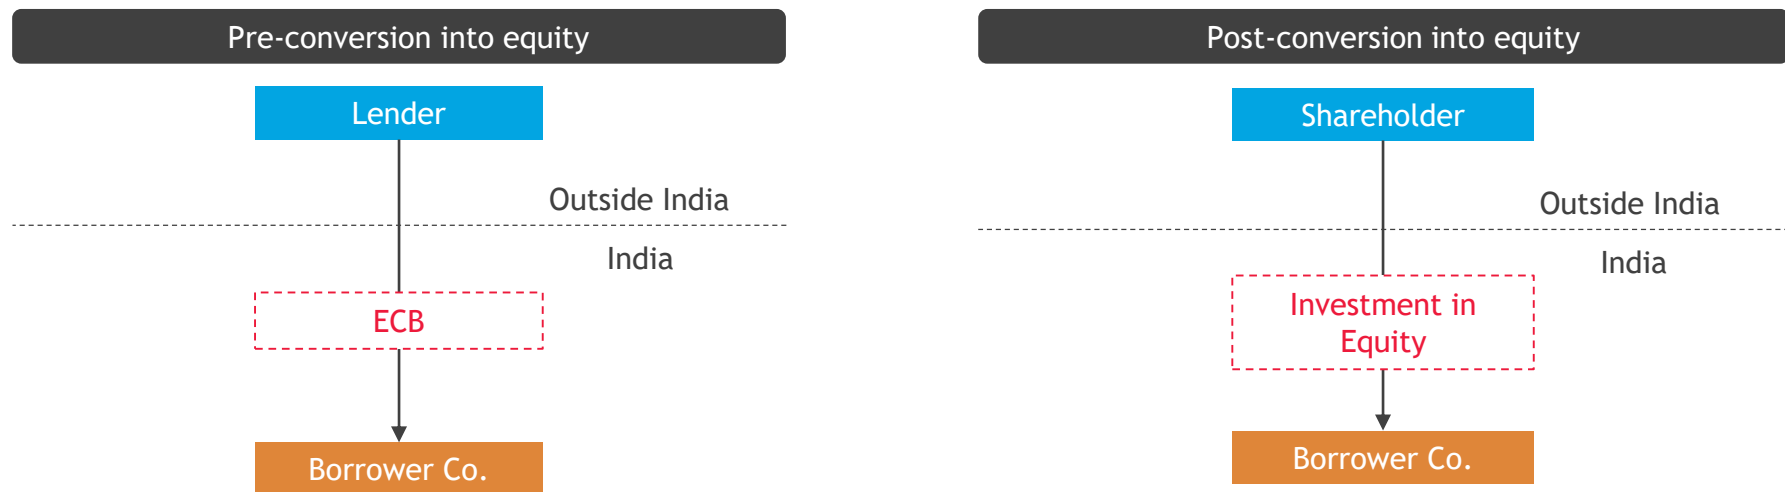 Pre-conversion into equity
Lender
Outside India
India
ECB
Borrower Co.
Post-conversion into equity
Shareholder
Outside India
India
Investment in
Equity
Borrower Co.